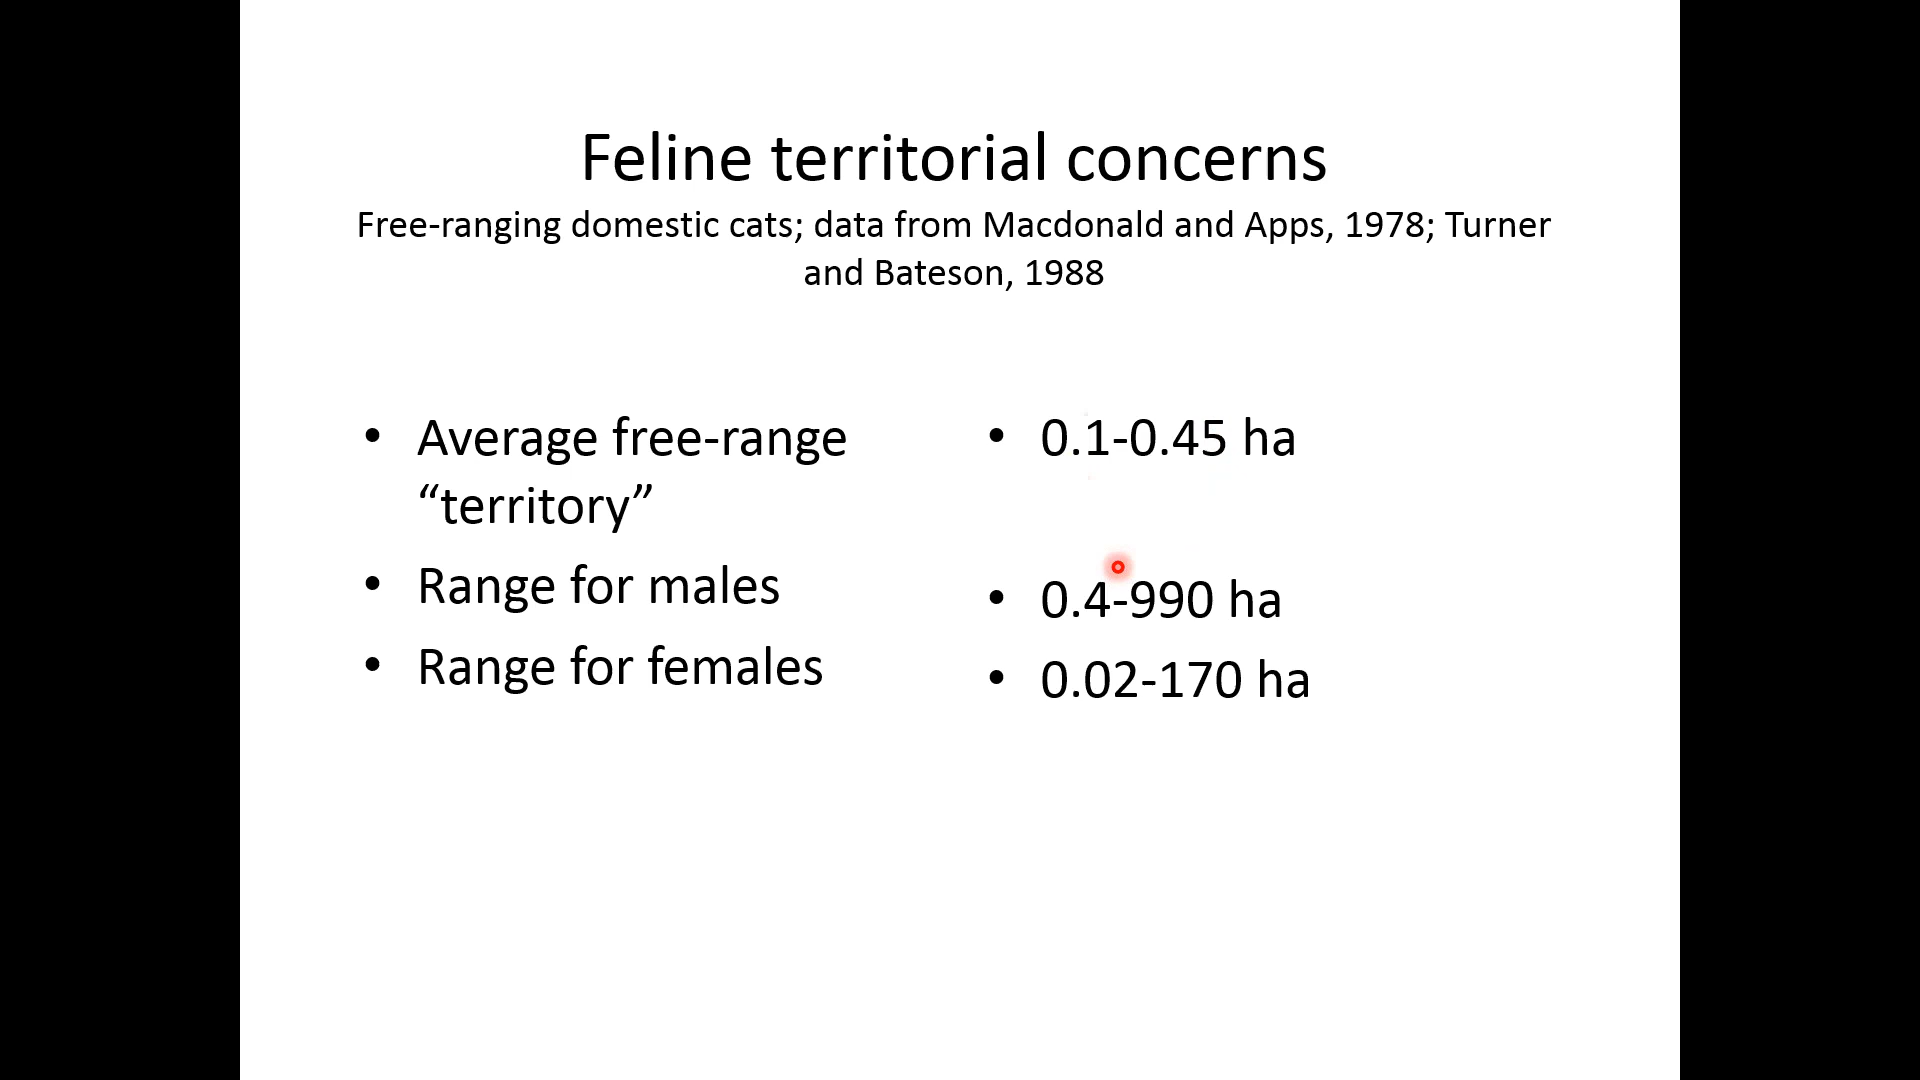 Feline territorial concerns
Free-ranging domestic cats; data from Macdonald and Apps, 1978; Turner
and Bateson, 1988
• Average free-range
“territory”
• Range for males
• Range for females
• 0.1-0.45 ha
• 0.4-990 ha
• 0.02-170 ha